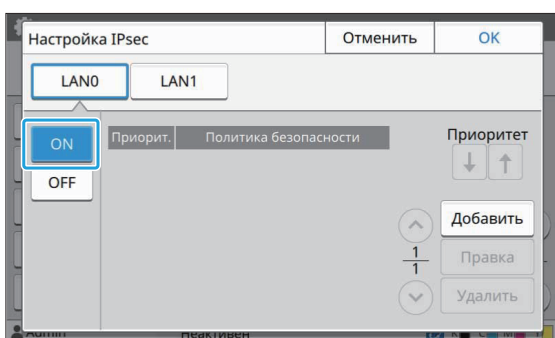 Настройка IPsec Отменить OK
LAN0 LAN1
ON Приорит. Политика безопасности Приоритет
OFF
Добавить
1
1
Правка
Удалить
Admin Неактивен K C M Y